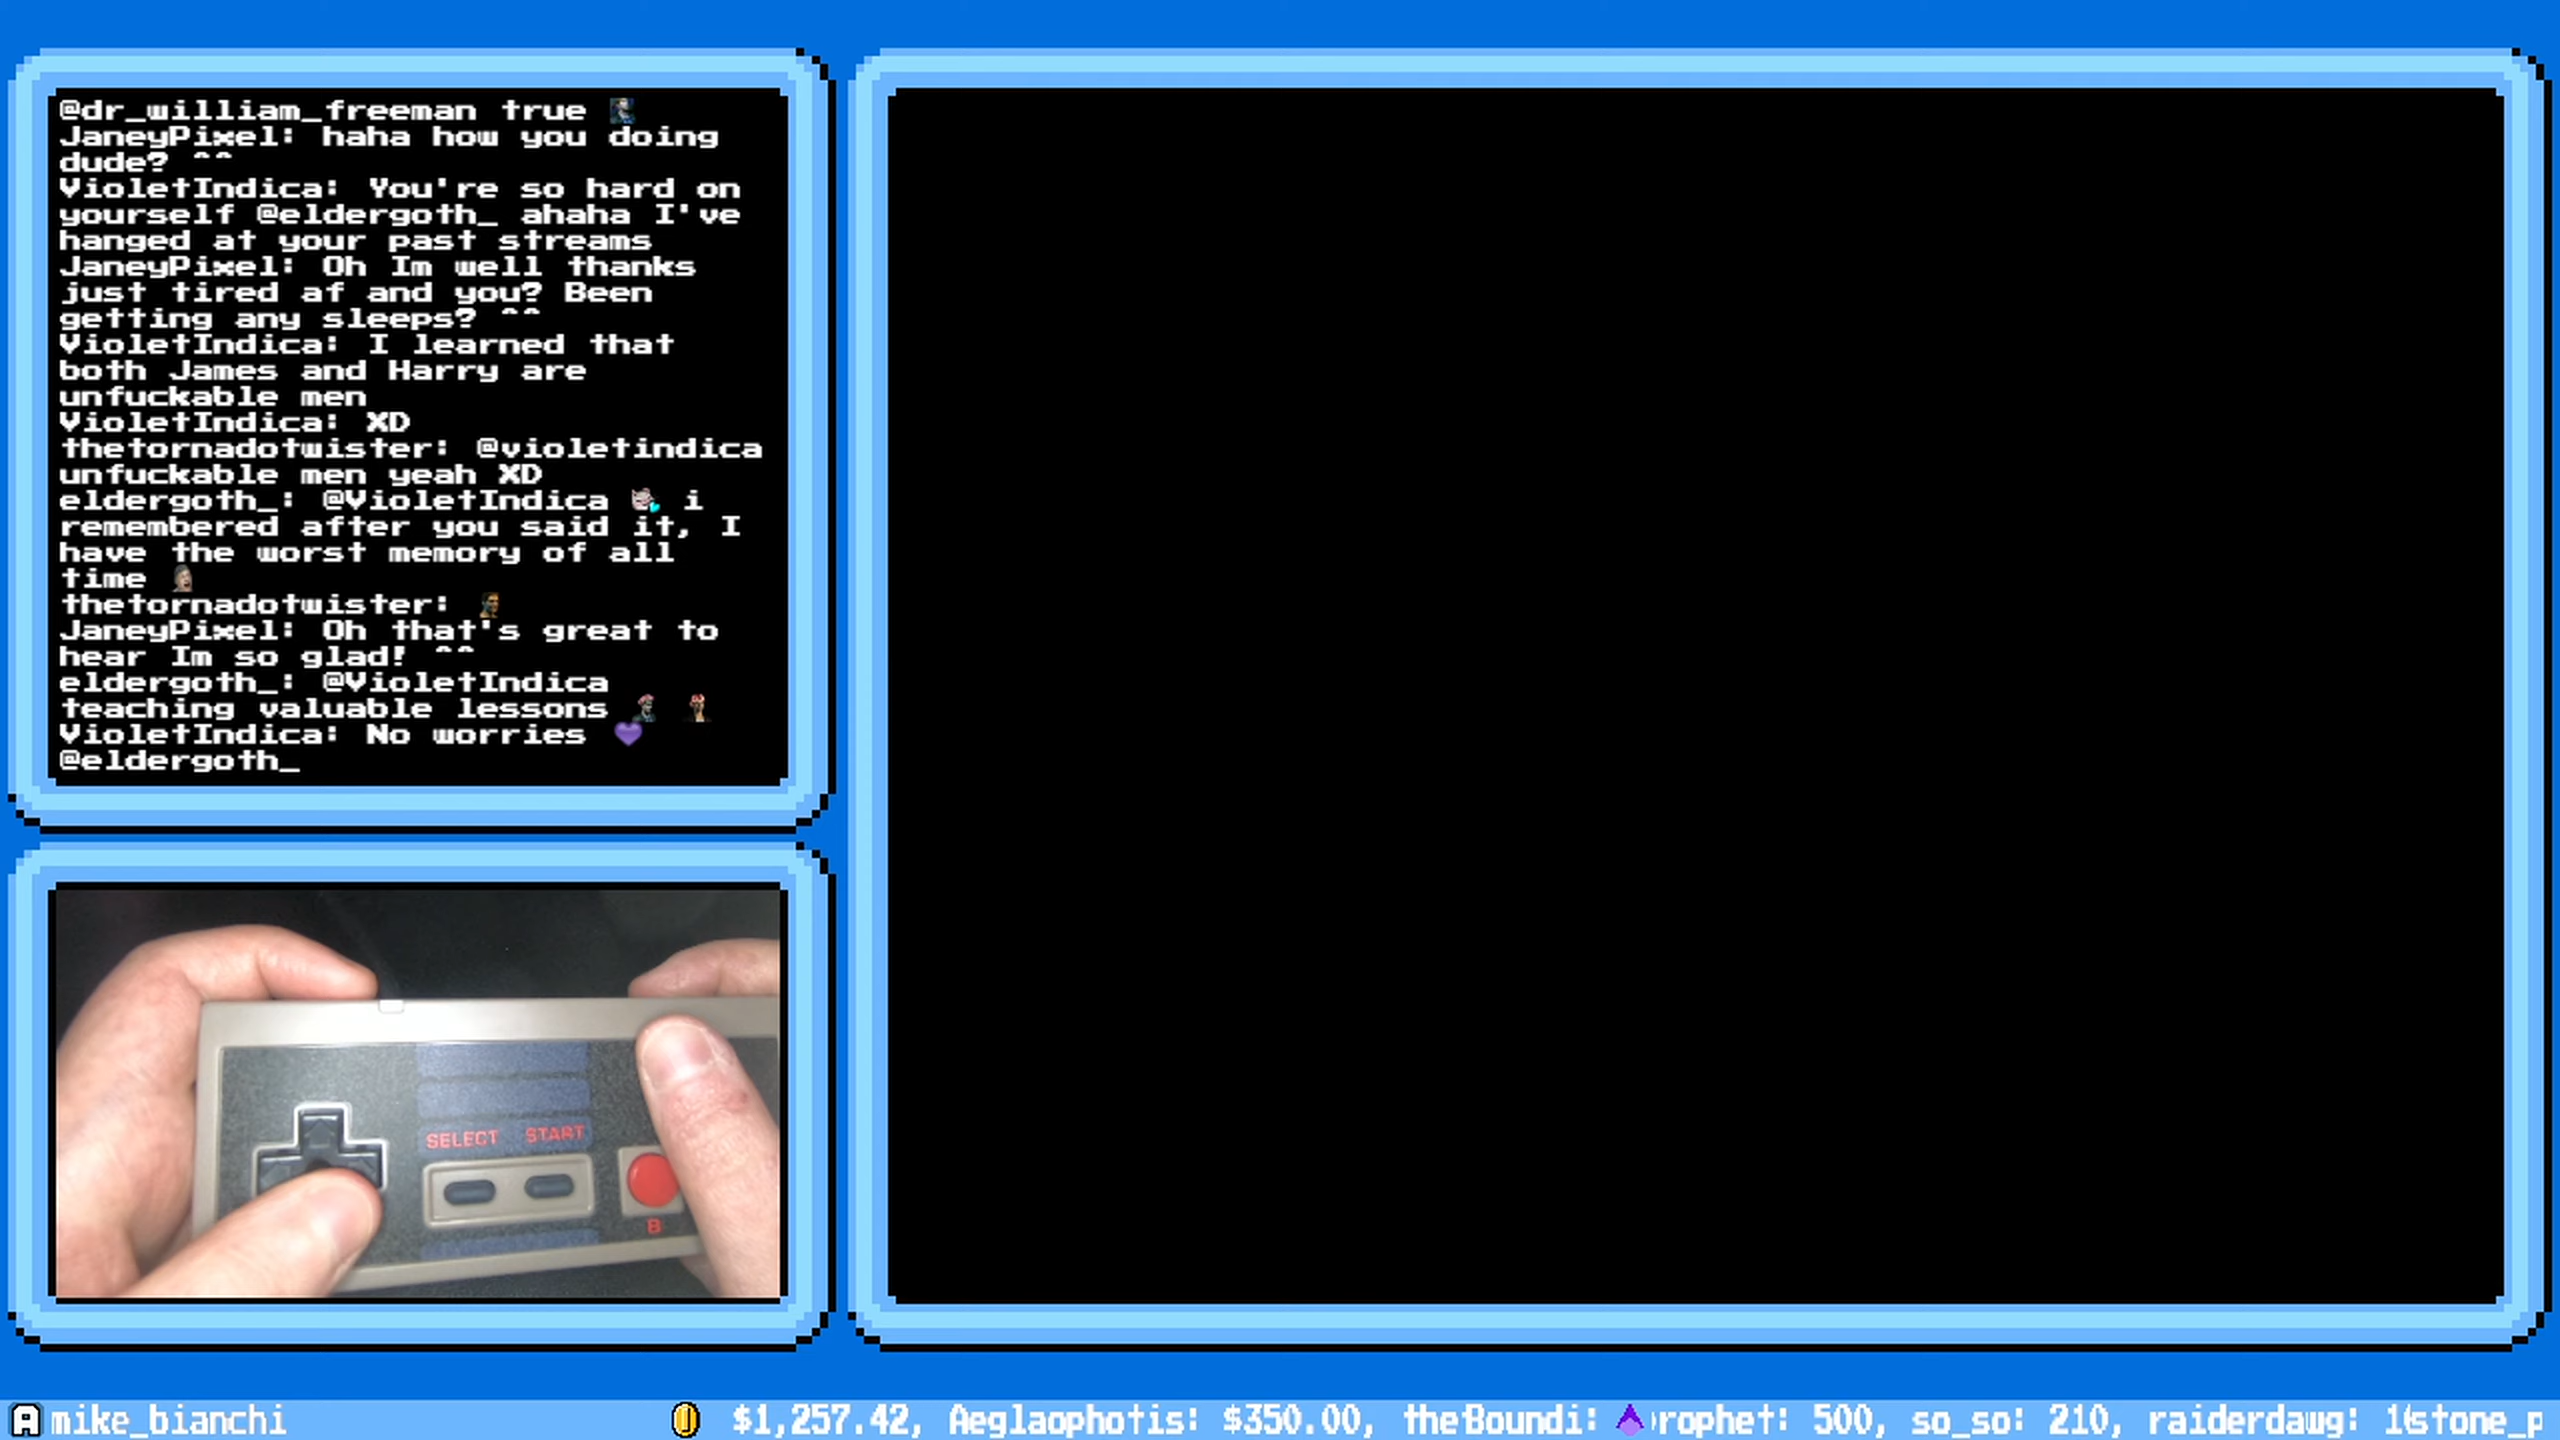 @dr_william_freeman true
JaneyPixel: haha how you doing
dude? ^^
VioletIndica: You're so hard on
yourself @eldergoth_ ahaha I've
hanged at your past streams
JaneyPixel: Oh Im well thanks
just tired af and you? Been
getting any sleeps? ^^
VioletIndica: I learned that
both James and Harry are
unfuckable men
VioletIndica: XD
thetornadotwister: @violetindica
unfuckable men yeah XD
eldergoth_: @VioletIndica i
remembered after you said it, I
have the worst memory of all
time
thetornadotwister:
JaneyPixel: Oh that's great to
hear Im so glad! ^^
eldergoth_: @VioletIndica
teaching valuable lessons
VioletIndica: No worries 💜
@eldergoth_
SELECT START
B
A mike_bianchi
$1,257.42, Aeglaophotis: $350.00, theBoundi: rophet: 500, so_so: 210, raiderdawg: stone_p